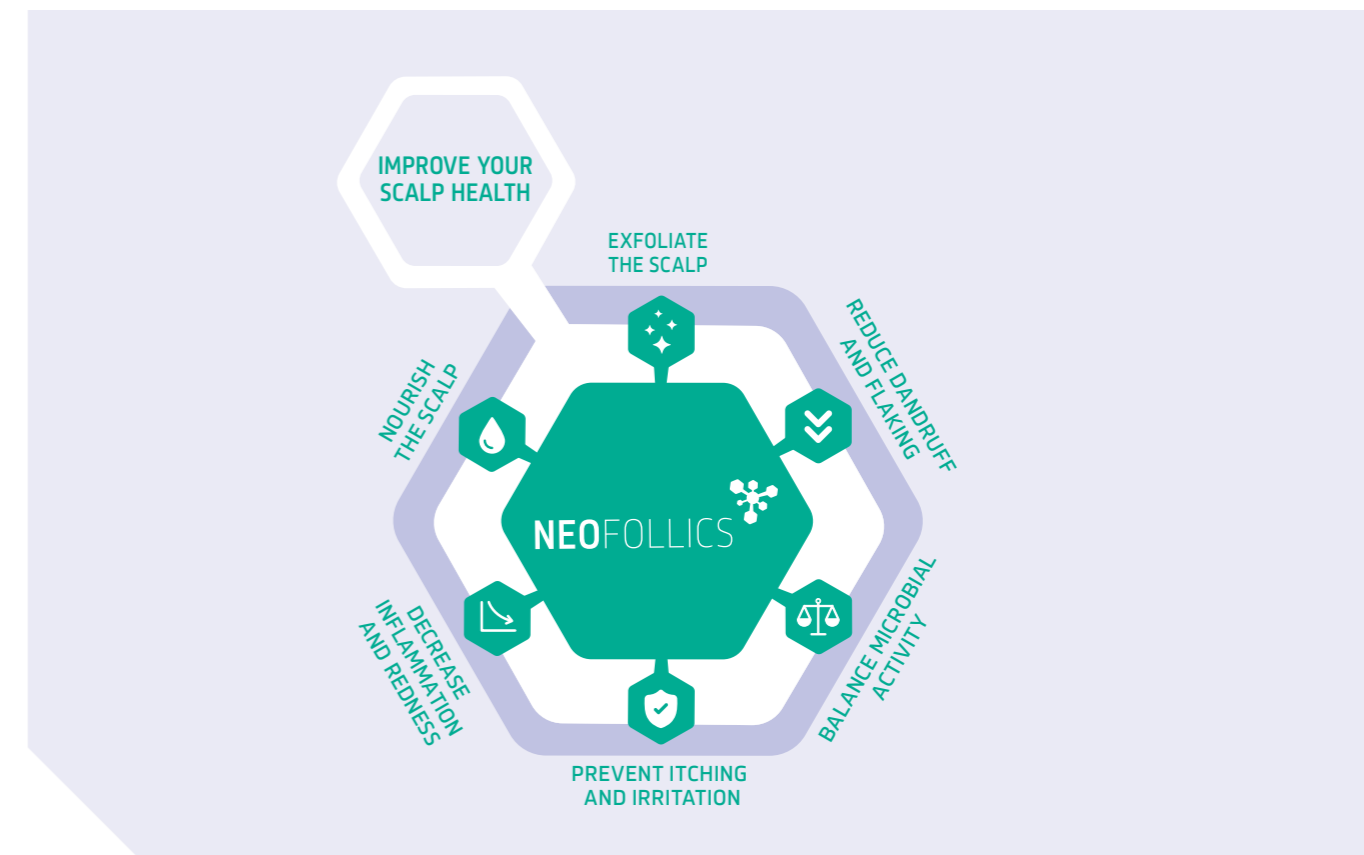 IMPROVE YOUR
SCALP HEALTH
EXFOLIATE
THE SCALP
REDUCE DANDRUFF
AND FLAKING
BALANCE MICROBIAL
ACTIVITY
PREVENT ITCHING
AND IRRITATION
DECREASE
INFLAMMATION
AND REDNESS
NOURISH
THE SCALP
NEOFOLLICS